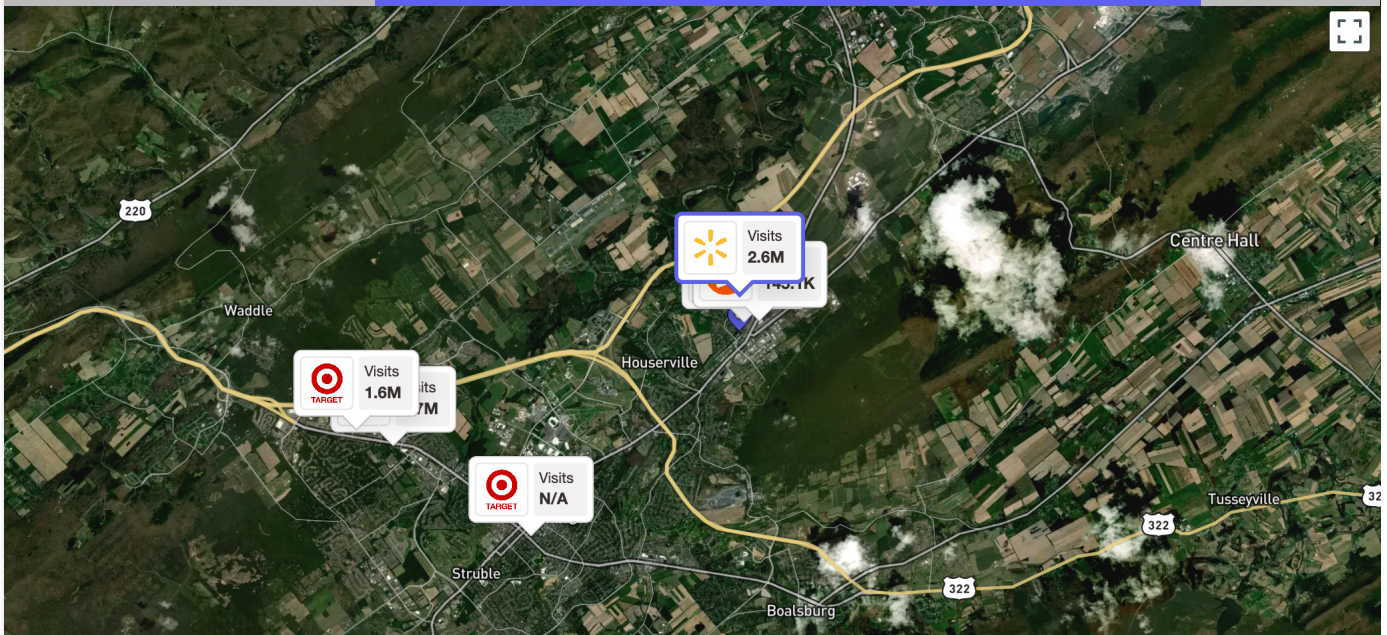 220
Centre Hall
Visits
2.6M
Waddle
Houserville
TARGET
Visits
1.6M
TARGET
Visits
N/A
Tusseyville
322
322
Struble
Boalsburg